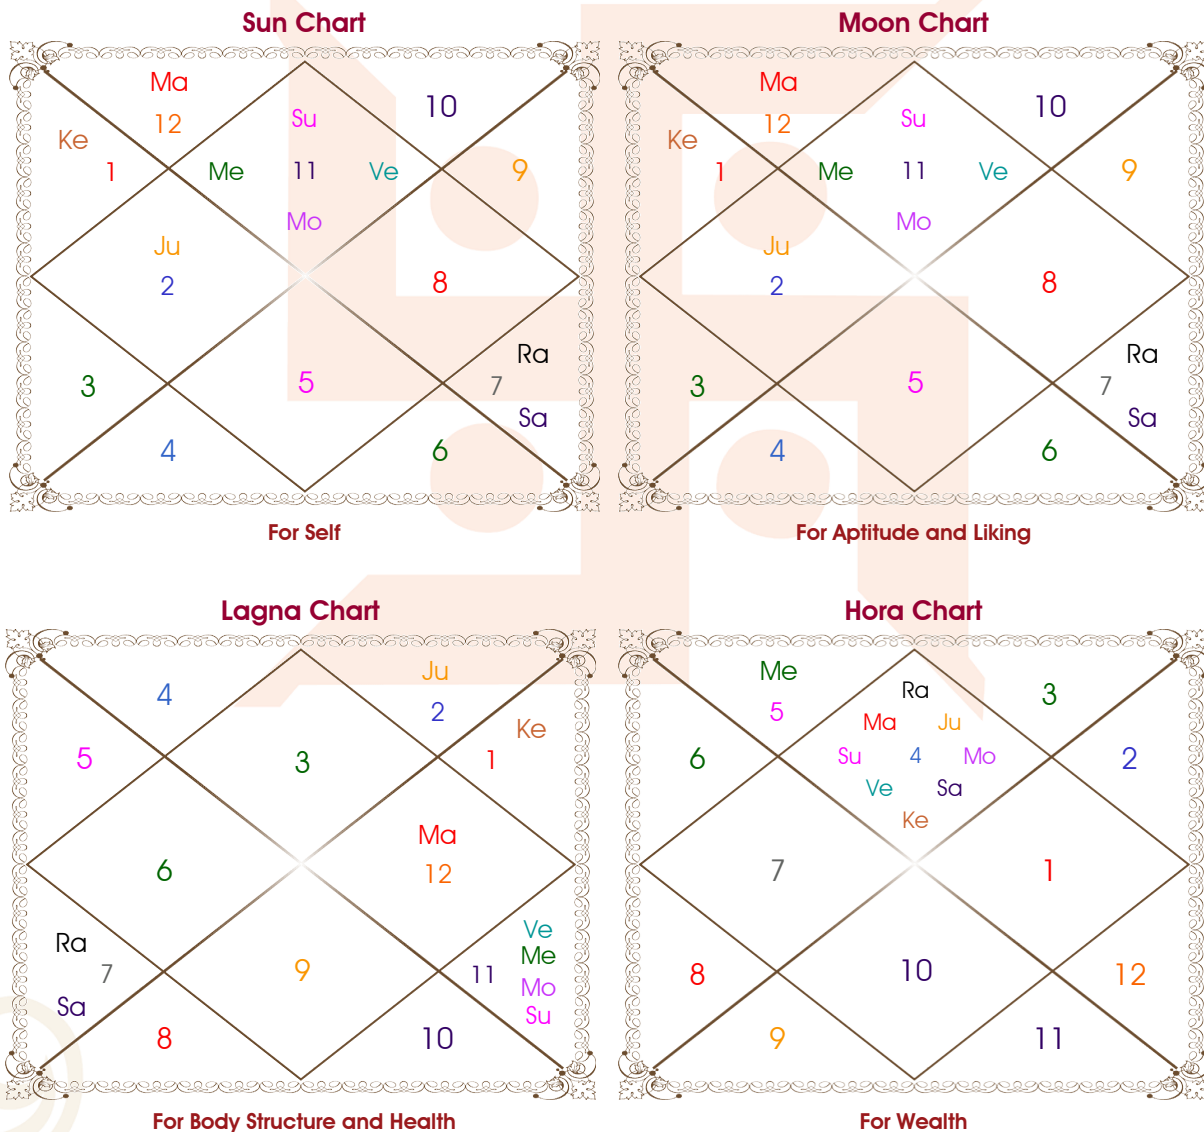 Sun Chart
Moon Chart
Ma
12
Ke
1
Su
Me 11 Ve
Mo
10
9
Ju
2
8
3
4
5
Ra
7
Sa
6
For Self
Ma
12
Ke
1
Su
Me 11 Ve
Mo
10
9
Ju
2
8
3
4
5
Ra
7
Sa
6
For Aptitude and Liking
Lagna Chart
Hora Chart
4
5
3
Ju
2
Ke
1
6
Ma
12
Ra
7
Sa
8
9
Ve
Me
11
Mo
Su
10
For Body Structure and Health
Me
5
6
Ra
Ma Ju
Su 4 Mo
Ve Sa
Ke
3
2
7
1
8
9
10
12
11
For Wealth